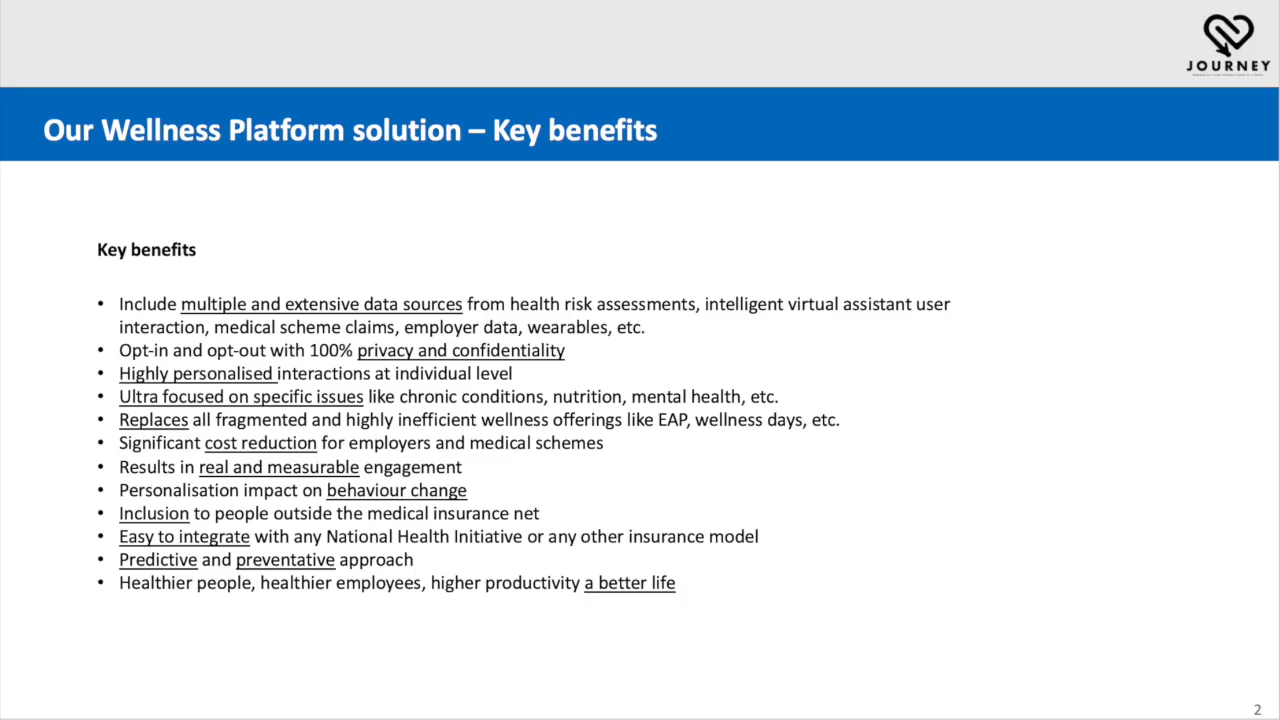 JOURNEY
Our Wellness Platform solution – Key benefits
Key benefits
• Include multiple and extensive data sources from health risk assessments, intelligent virtual assistant user
interaction, medical scheme claims, employer data, wearables, etc.
• Opt-in and opt-out with 100% privacy and confidentiality
• Highly personalised interactions at individual level
• Ultra focused on specific issues like chronic conditions, nutrition, mental health, etc.
• Replaces all fragmented and highly inefficient wellness offerings like EAP, wellness days, etc.
• Significant cost reduction for employers and medical schemes
• Results in real and measurable engagement
• Personalisation impact on behaviour change
• Inclusion to people outside the medical insurance net
• Easy to integrate with any National Health Initiative or any other insurance model
• Predictive and preventative approach
• Healthier people, healthier employees, higher productivity a better life
2